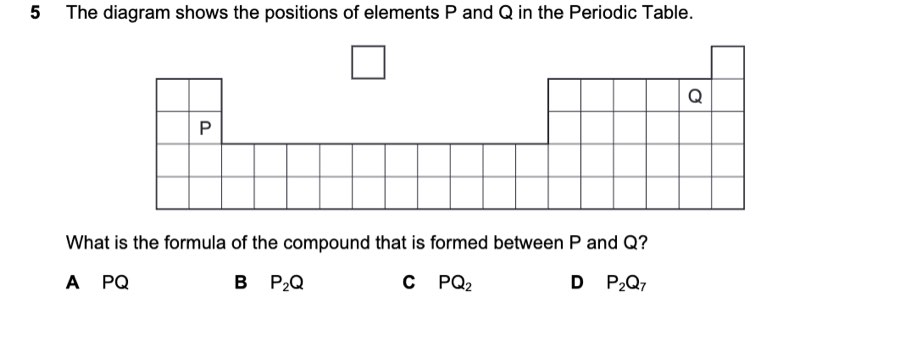 5 The diagram shows the positions of elements P and Q in the Periodic Table.
Q
P
What is the formula of the compound that is formed between P and Q?
A PQ B P₂Q C PQ₂ D P₂Q₇